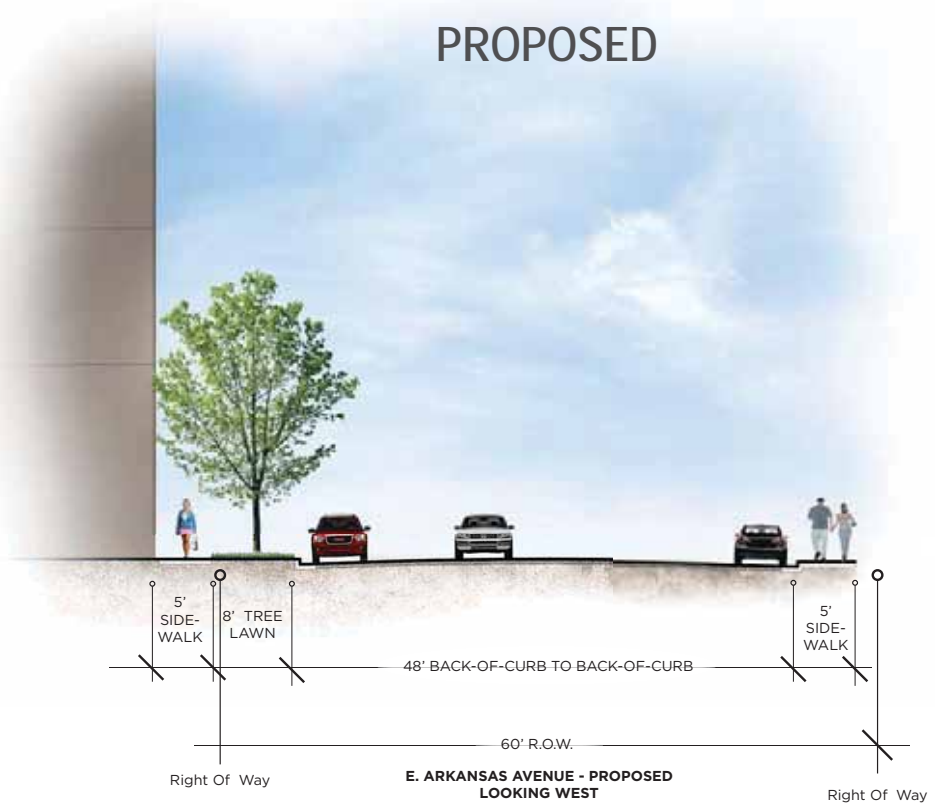 PROPOSED
5’
SIDE-
WALK
8’ TREE
LAWN
5’
SIDE-
WALK
48’ BACK-OF-CURB TO BACK-OF-CURB
60’ R.O.W.
Right Of Way
E. ARKANSAS AVENUE - PROPOSED
LOOKING WEST
Right Of Way